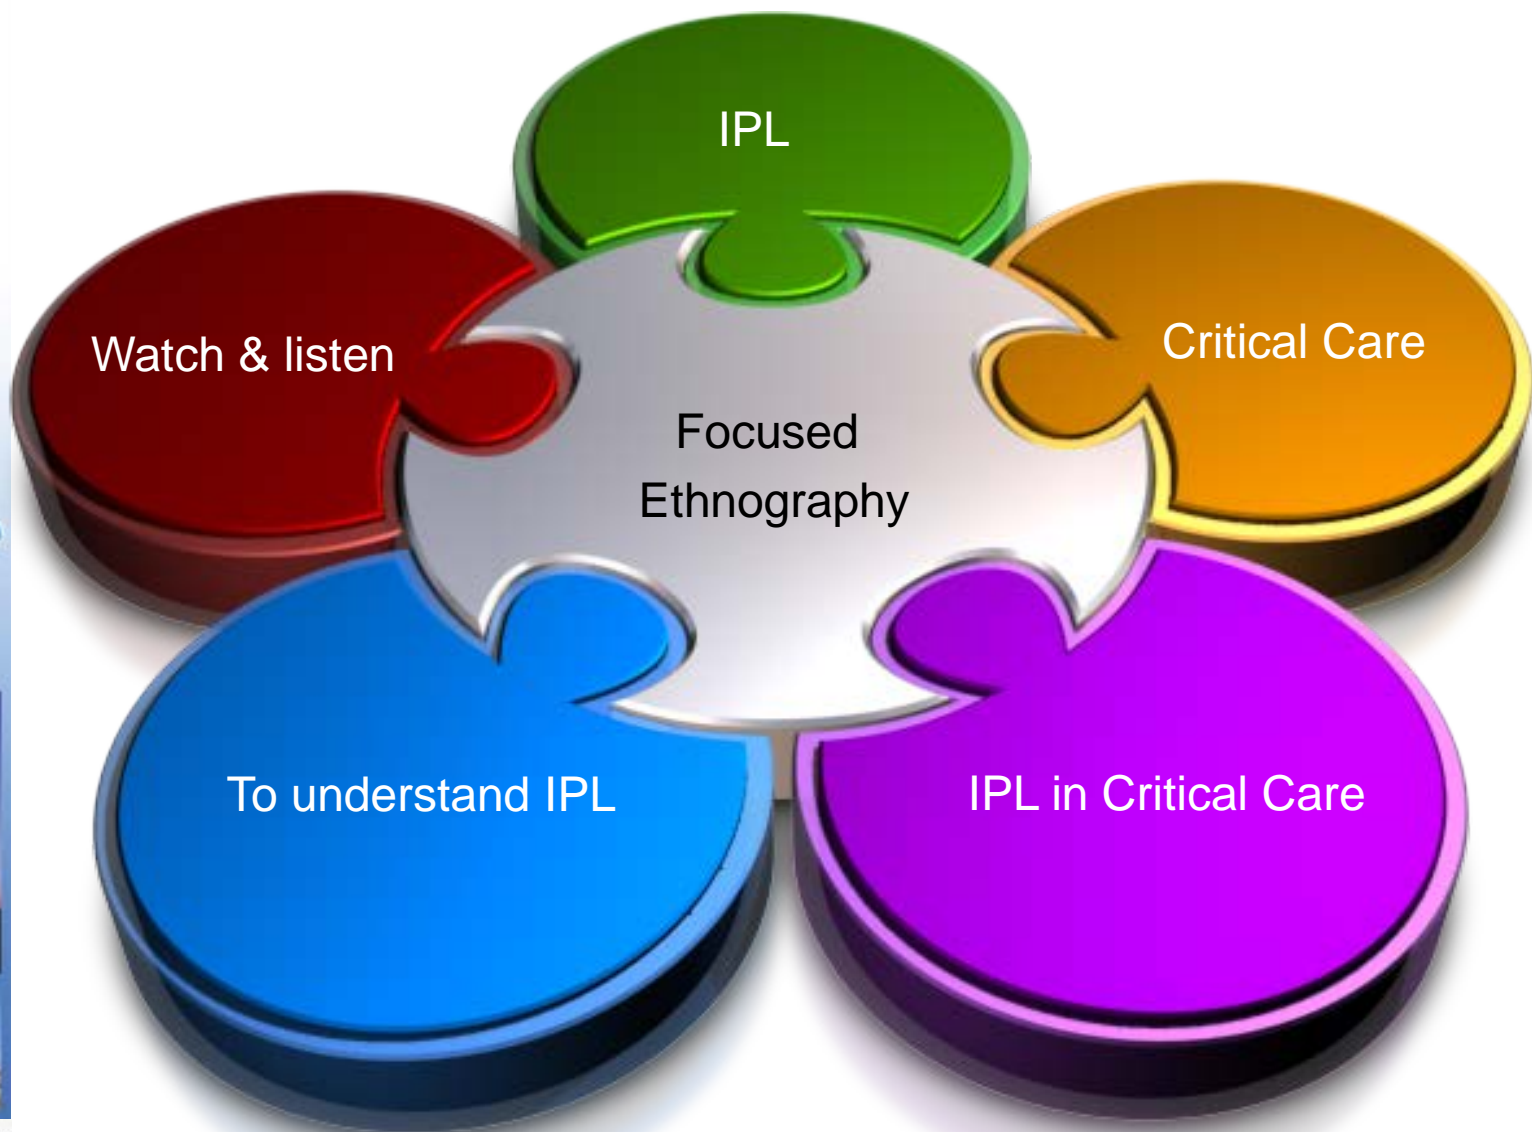 IPL
Watch & listen
Critical Care
Focused
Ethnography
To understand IPL
IPL in Critical Care